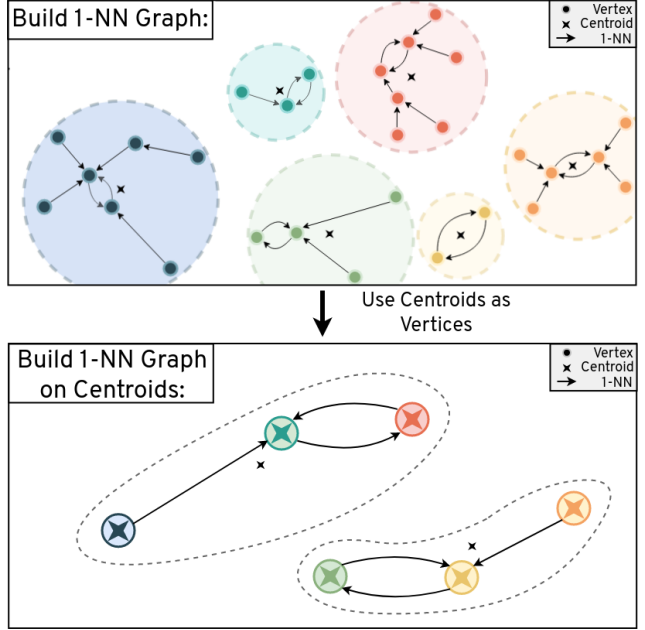 Build 1-NN Graph:
Vertex
Centroid
1-NN
Use Centroids as
Vertices
Build 1-NN Graph
on Centroids:
Vertex
Centroid
1-NN